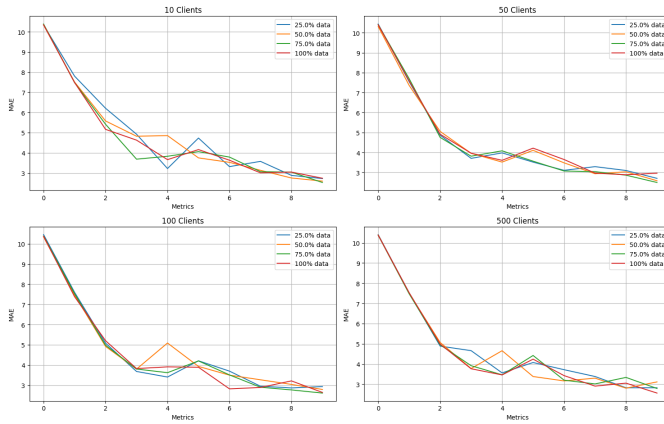 10 Clients
25.0% data
50.0% data
75.0% data
100% data
MAE
10
9
8
7
6
5
4
3
0
2
4
6
8
Metrics
50 Clients
25.0% data
50.0% data
75.0% data
100% data
MAE
10
9
8
7
6
5
4
3
0
2
4
6
8
Metrics
100 Clients
25.0% data
50.0% data
75.0% data
100% data
MAE
10
9
8
7
6
5
4
3
0
2
4
6
8
Metrics
500 Clients
25.0% data
50.0% data
75.0% data
100% data
MAE
10
9
8
7
6
5
4
3
0
2
4
6
8
Metrics